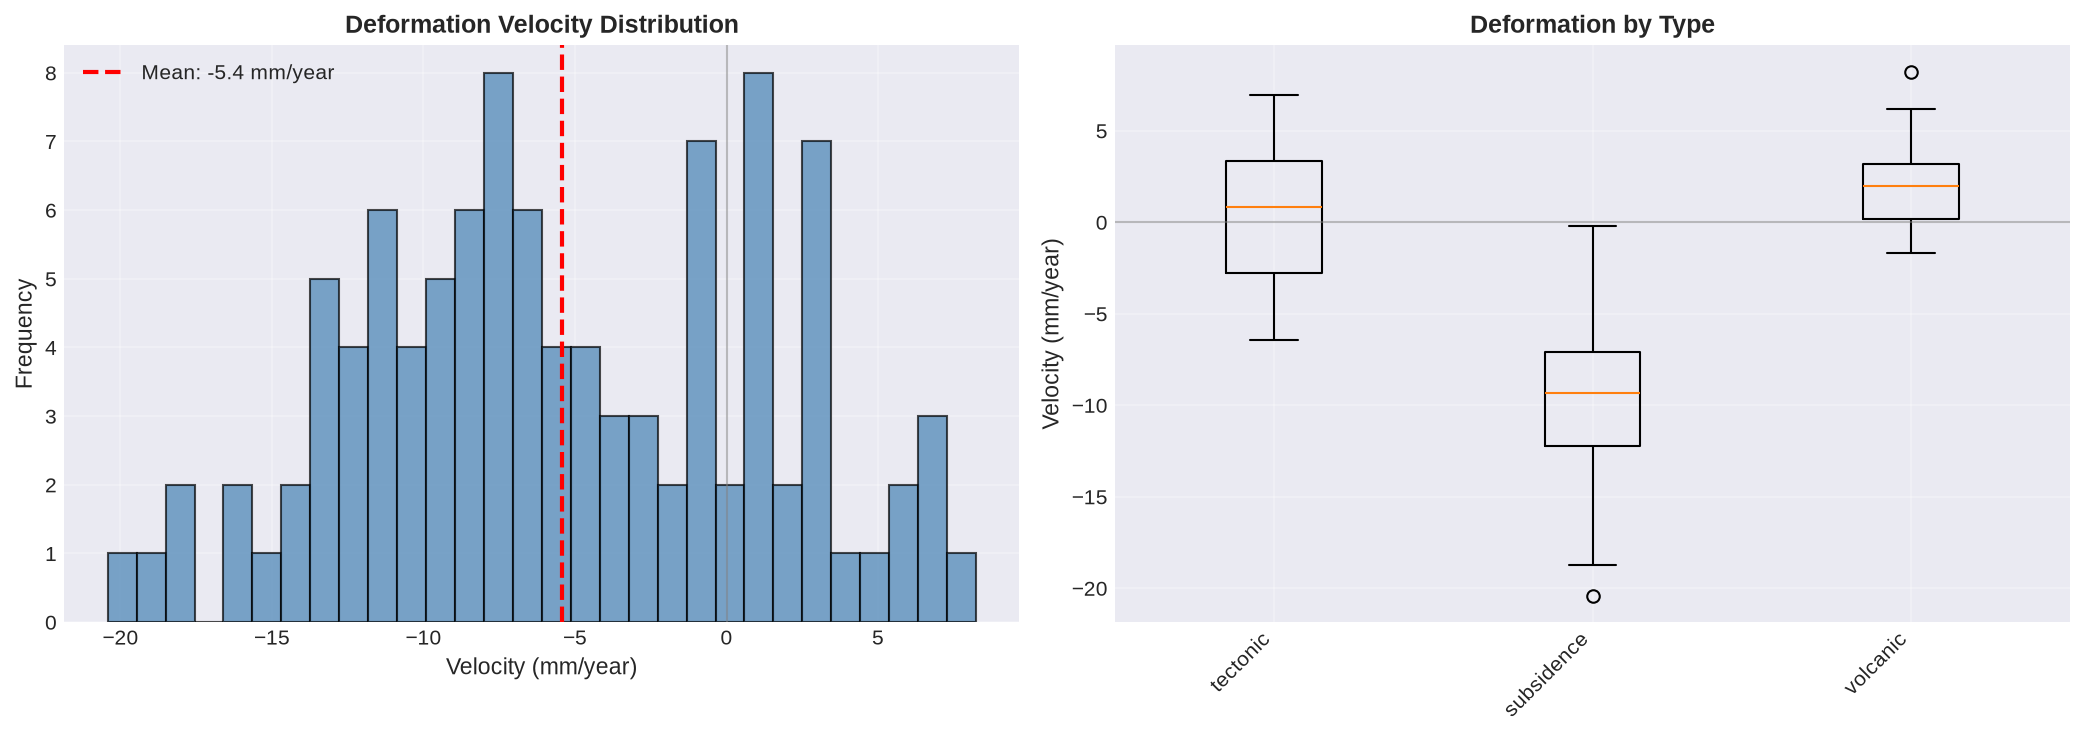 Deformation Velocity Distribution
Mean: -5.4 mm/year
8
7
6
5
4
3
2
1
0
Frequency
−20
−15
−10
−5
0
5
Velocity (mm/year)
Deformation by Type
5
0
−5
−10
−15
−20
Velocity (mm/year)
tectonic
subsidence
volcanic